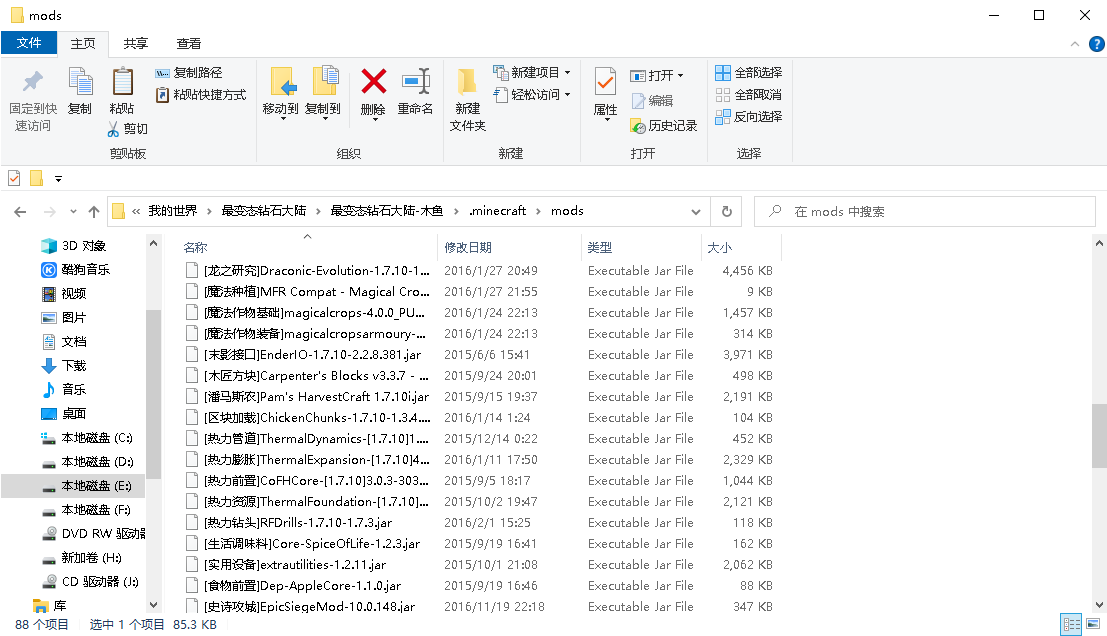 mods
文件 主页 共享 查看
固定到快速访问
复制
粘贴
复制路径
粘贴快捷方式
剪切
剪贴板
移动到
复制到
删除
重命名
组织
新建文件夹
新建项目
轻松访问
新建
属性
打开
编辑
历史记录
打开
全部选择
全部取消
反向选择
选择
« 我的世界 › 最变态钻石大陆 › 最变态钻石大陆-木鱼 › .minecraft › mods
在 mods 中搜索
3D 对象
酷狗音乐
视频
图片
文档
下载
音乐
桌面
本地磁盘 (C:)
本地磁盘 (D:)
本地磁盘 (E:)
本地磁盘 (F:)
DVD RW 驱动器
新加卷 (H:)
CD 驱动器 (J:)
库
名称 修改日期 类型 大小
[龙之研究]Draconic-Evolution-1.7.10-1... 2016/1/27 20:49 Executable Jar File 4,456 KB
[魔法种植]MFR Compat - Magical Cro... 2016/1/27 21:55 Executable Jar File 9 KB
[魔法作物基础]magicalcrops-4.0.0_PU... 2016/1/24 22:13 Executable Jar File 1,457 KB
[魔法作物装备]magicalcropsarmoury-... 2016/1/24 22:13 Executable Jar File 314 KB
[末影接口]EnderIO-1.7.10-2.2.8.381.jar 2015/6/6 15:41 Executable Jar File 3,971 KB
[木匠方块]Carpenter's Blocks v3.3.7 - ... 2015/9/24 20:01 Executable Jar File 498 KB
[潘马斯农]Pam's HarvestCraft 1.7.10i.jar 2015/9/15 19:37 Executable Jar File 2,191 KB
[区块加载]ChickenChunks-1.7.10-1.3.4.... 2016/1/14 1:24 Executable Jar File 104 KB
[热力管道]ThermalDynamics-[1.7.10]1.... 2015/12/14 0:22 Executable Jar File 452 KB
[热力膨胀]ThermalExpansion-[1.7.10]4... 2016/1/11 17:50 Executable Jar File 2,329 KB
[热力前置]CoFHCore-[1.7.10]3.0.3-303... 2015/9/5 18:17 Executable Jar File 1,044 KB
[热力资源]ThermalFoundation-[1.7.10]... 2015/10/2 19:47 Executable Jar File 2,121 KB
[热力钻头]RFDrills-1.7.10-1.7.3.jar 2016/2/1 15:25 Executable Jar File 118 KB
[生活调味料]Core-SpiceOfLife-1.2.3.jar 2015/9/19 16:41 Executable Jar File 162 KB
[实用设备]extrautilities-1.2.11.jar 2015/10/1 21:08 Executable Jar File 2,062 KB
[食物前置]Dep-AppleCore-1.1.0.jar 2015/9/19 16:46 Executable Jar File 88 KB
[史诗攻城]EpicSiegeMod-10.0.148.jar 2016/11/19 22:18 Executable Jar File 347 KB
88 个项目 选中 1 个项目 85.3 KB